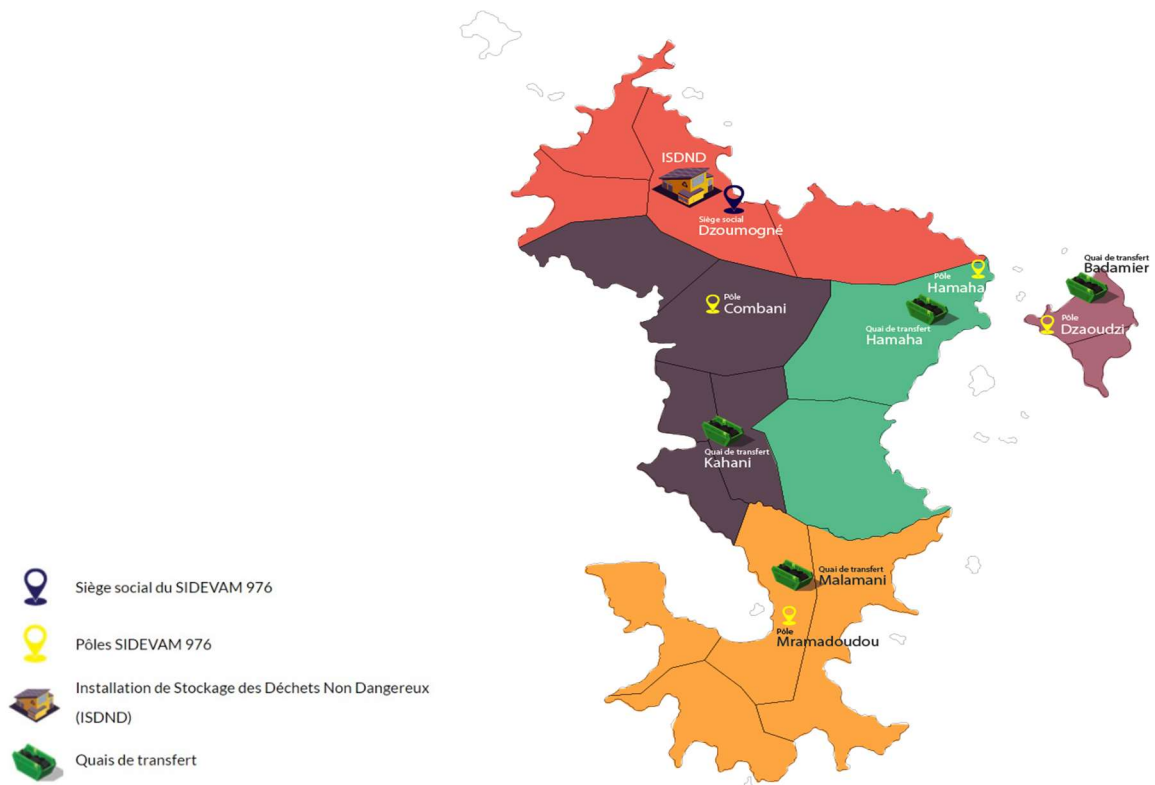 ISDND
Siège social
Dzoumogné
Pôle
Combani
Pôle
Hamaha
Quai de transfert
Hamaha
Quai de transfert
Badamier
Pôle
Dzaoudzi
Quai de transfert
Kahani
Quai de transfert
Malamani
Pôle
Mramadoudou
Siège social du SIDEVAM 976
Pôles SIDEVAM 976
Installation de Stockage des Déchets Non Dangereux
(ISDND)
Quais de transfert